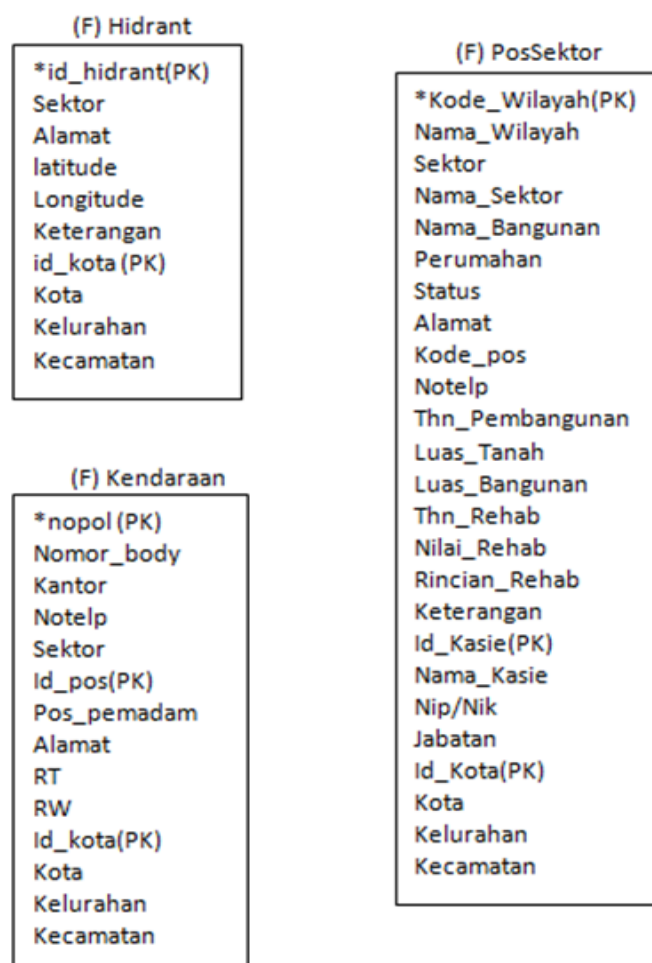 (F) Hidrant
*id_hidrant(PK)
Sektor
Alamat
latitude
Longitude
Keterangan
id_kota (PK)
Kota
Kelurahan
Kecamatan
(F) Kendaraan
*nopol (PK)
Nomor_body
Kantor
Notelp
Sektor
Id_pos(PK)
Pos_pemadam
Alamat
RT
RW
Id_kota(PK)
Kota
Kelurahan
Kecamatan
(F) PosSektor
*Kode_Wilayah(PK)
Nama_Wilayah
Sektor
Nama_Sektor
Nama_Bangunan
Perumahan
Status
Alamat
Kode_pos
Notelp
Thn_Pembangunan
Luas_Tanah
Luas_Bangunan
Thn_Rehab
Nilai_Rehab
Rincian_Rehab
Keterangan
Id_Kasie(PK)
Nama_Kasie
Nip/Nik
Jabatan
Id_Kota(PK)
Kota
Kelurahan
Kecamatan